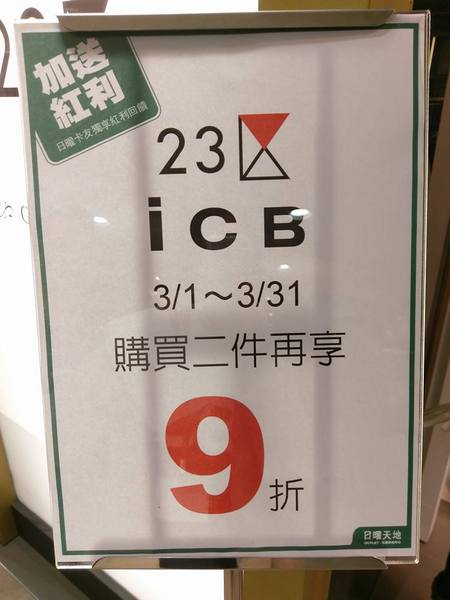 加送
紅利
日曜卡友獨享紅利回饋
23区
iCB
3/1～3/31
購買二件再享
9折
日曜天地
OUTLET